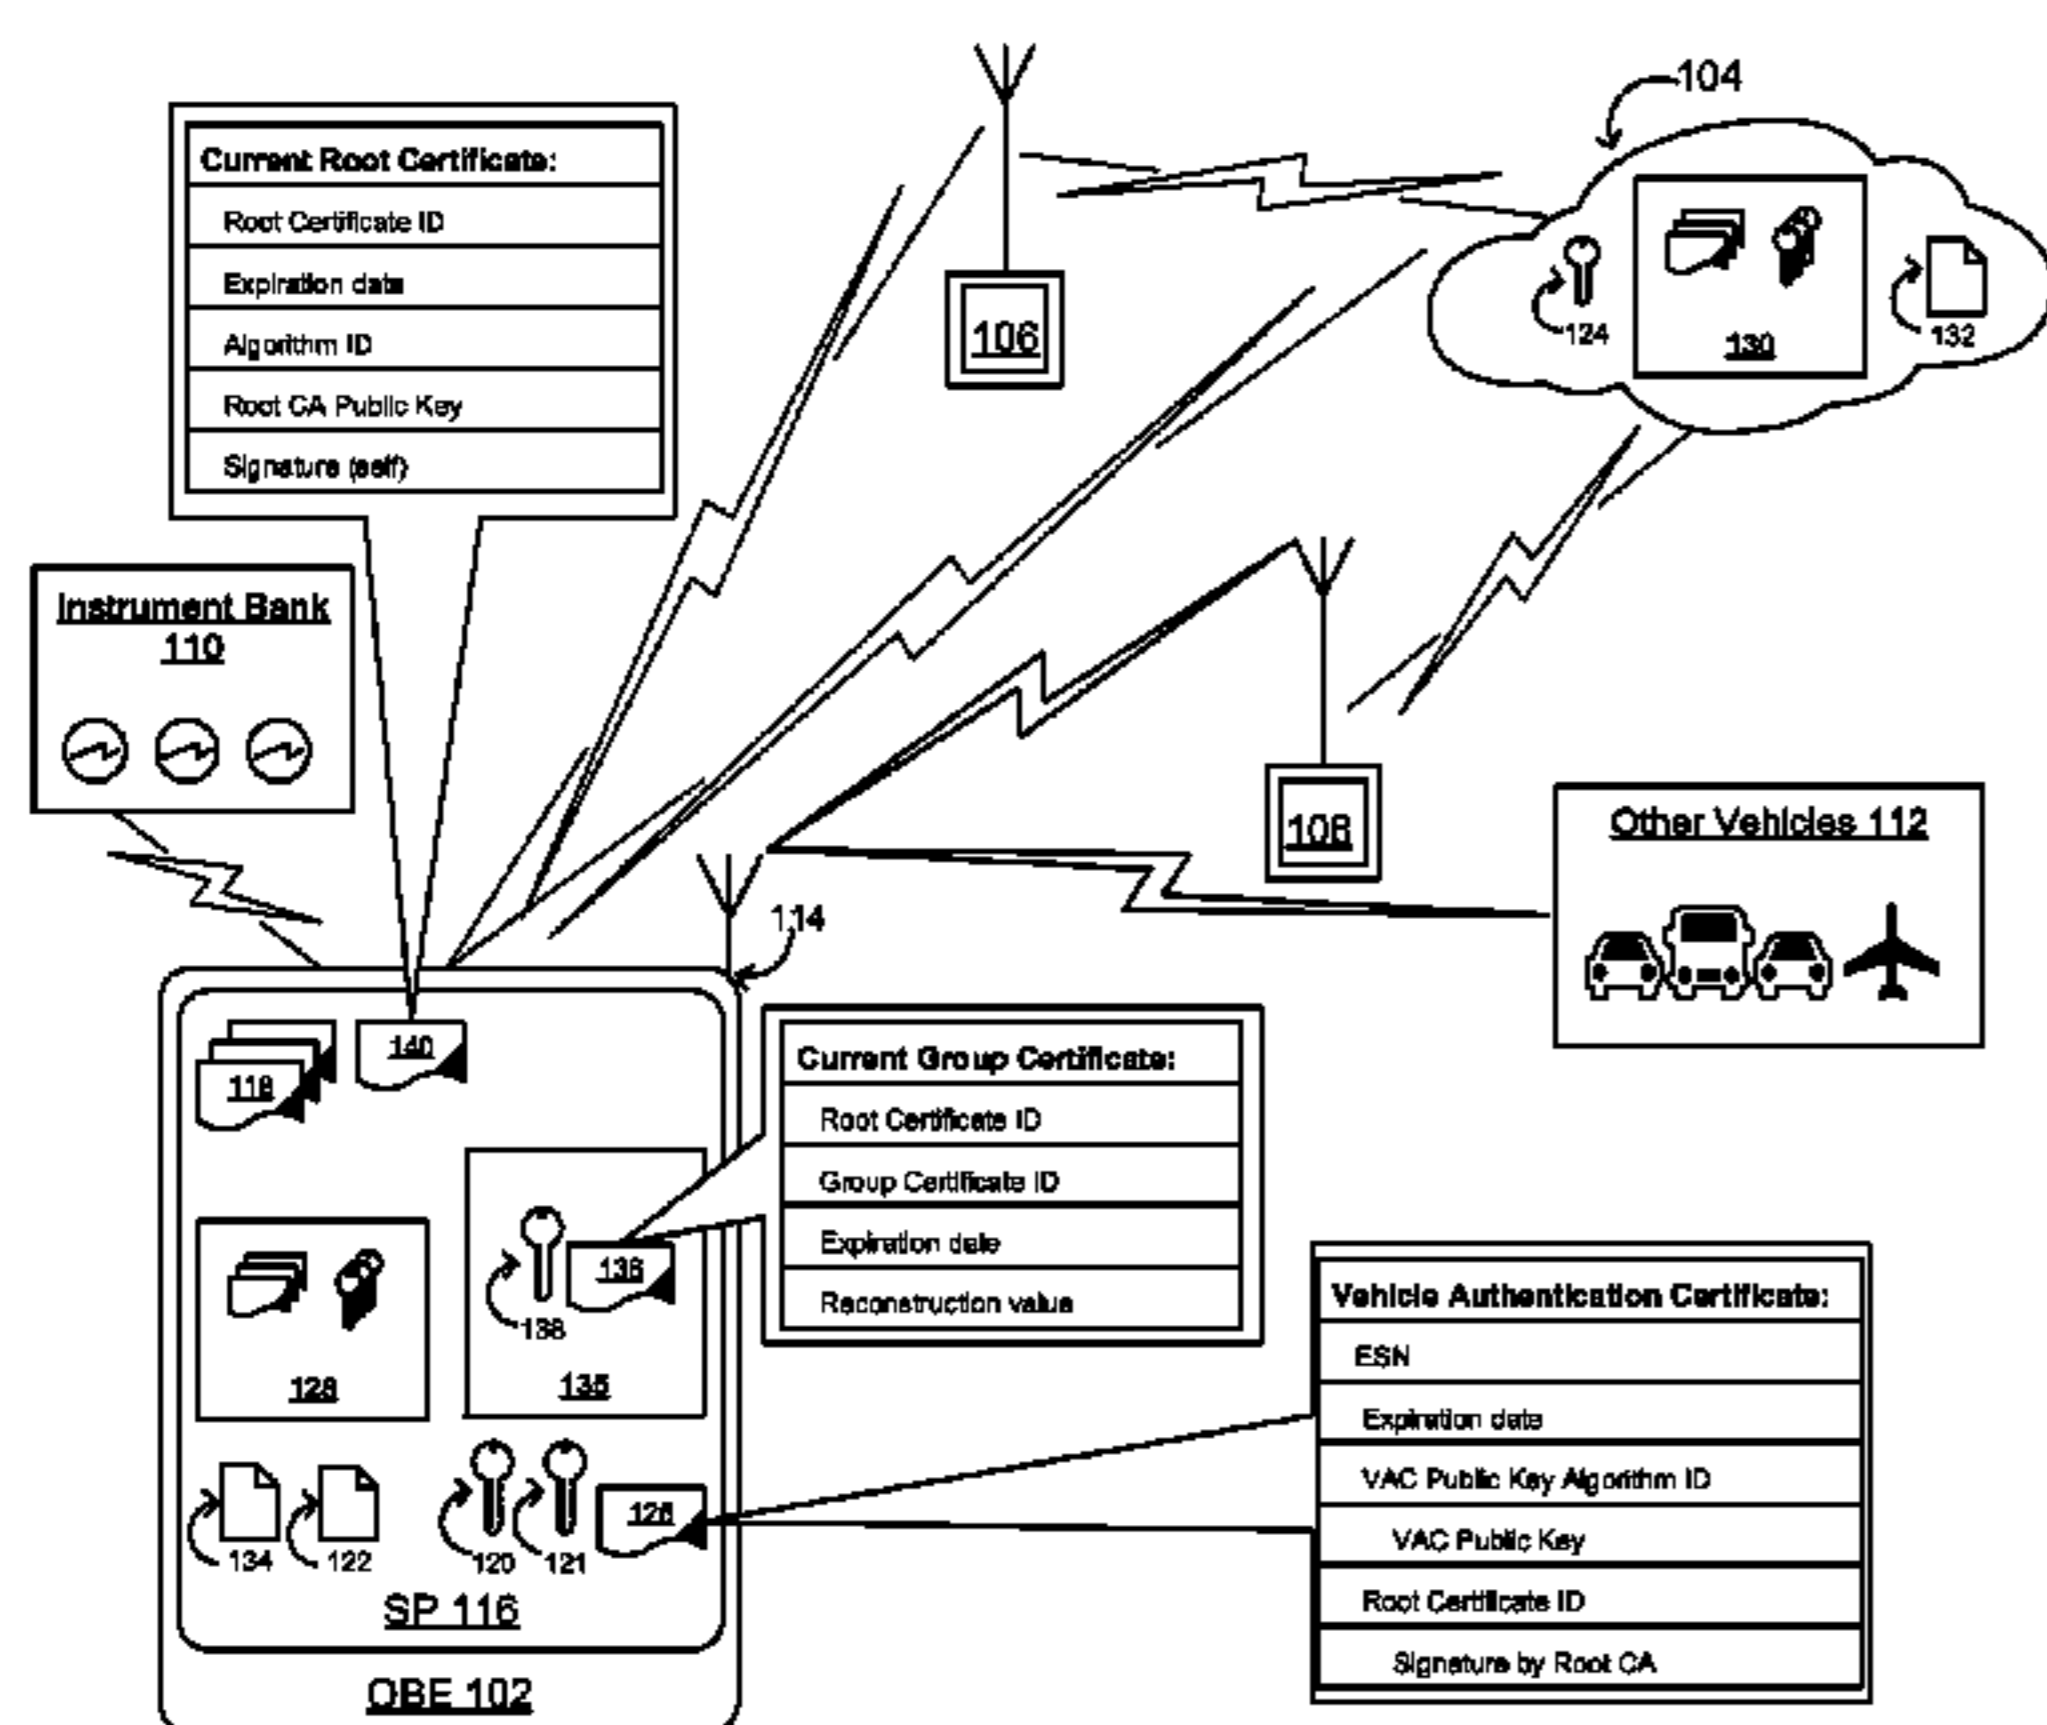 104
Current Root Certificate:
Root Certificate ID
Expiration date
Algorithm ID
Root CA Public Key
Signature (self)
106
124
130
132
Instrument Bank
110
108
Other Vehicles 112
114
118
140
Current Group Certificate:
Root Certificate ID
Group Certificate ID
Expiration date
Reconstruction value
136
138
128
135
Vehicle Authentication Certificate:
ESN
Expiration date
VAC Public Key Algorithm ID
VAC Public Key
Root Certificate ID
Signature by Root CA
126
134
122
120
121
SP 116
OBE 102